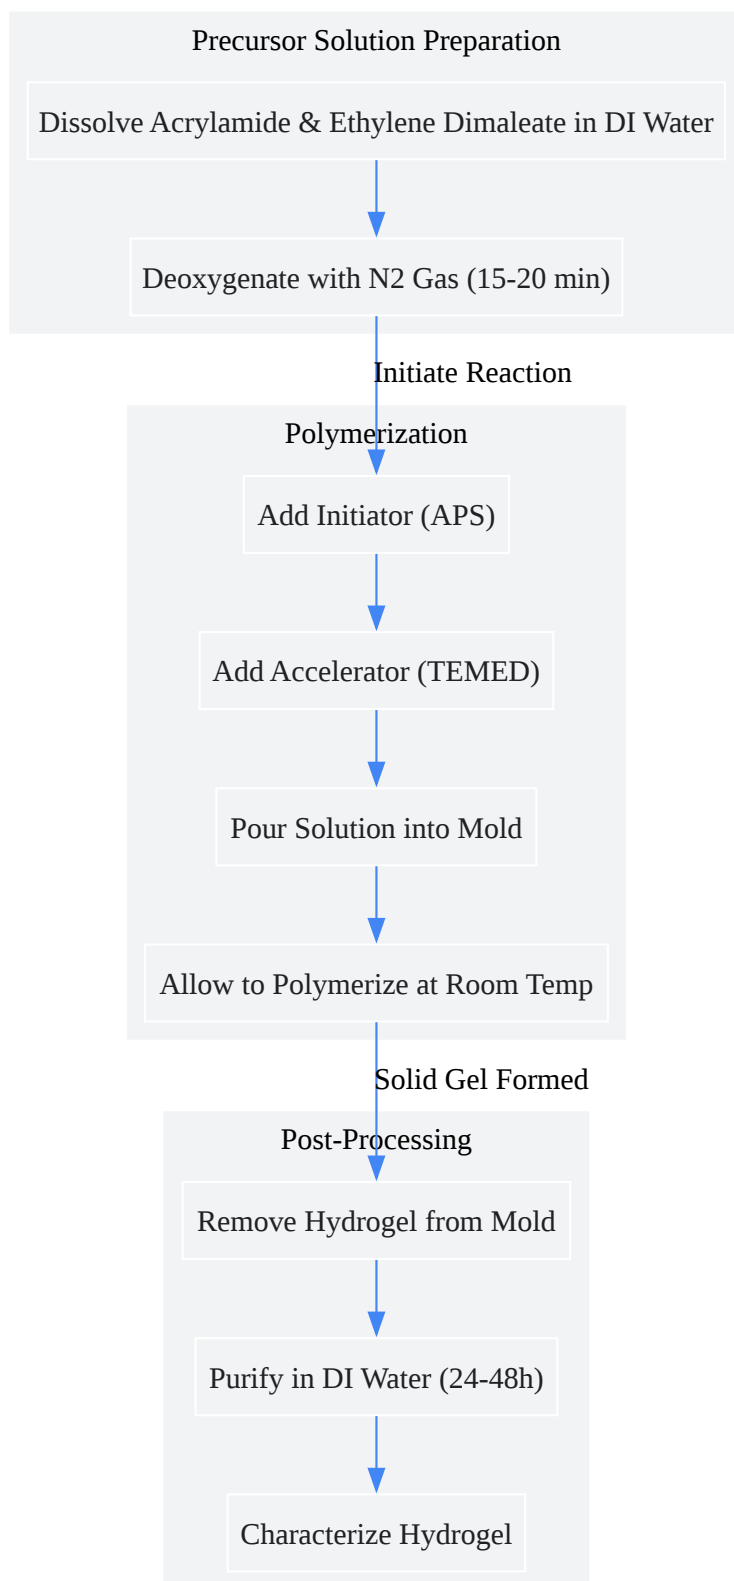 Precursor Solution Preparation
Dissolve Acrylamide & Ethylene Dimaleate in DI Water
Deoxygenate with N2 Gas (15-20 min)
Initiate Reaction
Polymerization
Add Initiator (APS)
Add Accelerator (TEMED)
Pour Solution into Mold
Allow to Polymerize at Room Temp
Solid Gel Formed
Post-Processing
Remove Hydrogel from Mold
Purify in DI Water (24-48h)
Characterize Hydrogel